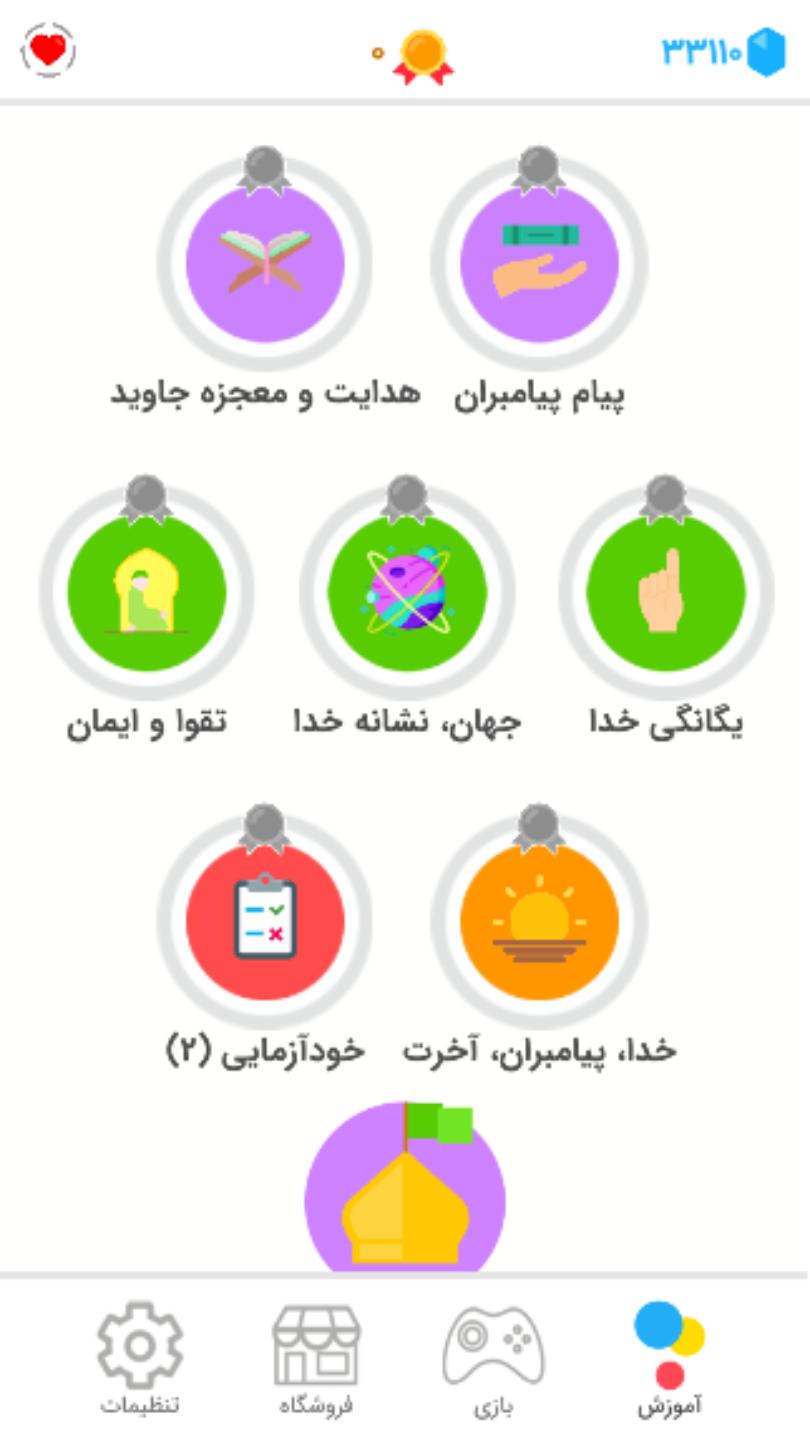 ۰ ۳۳۱۱۰
پیام پیامبران هدایت و معجزه جاوید
یگانگی خدا جهان، نشانه خدا تقوا و ایمان
خدا، پیامبران، آخرت خودآزمایی (۲)
آموزش بازی فروشگاه تنظیمات